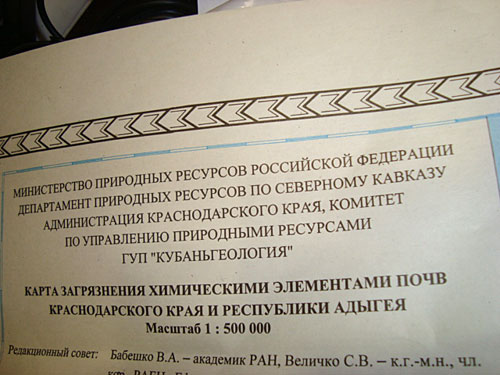 МИНИСТЕРСТВО ПРИРОДНЫХ РЕСУРСОВ РОССИЙСКОЙ ФЕДЕРАЦИИ
ДЕПАРТАМЕНТ ПРИРОДНЫХ РЕСУРСОВ ПО СЕВЕРНОМУ КАВКАЗУ
АДМИНИСТРАЦИЯ КРАСНОДАРСКОГО КРАЯ, КОМИТЕТ
ПО УПРАВЛЕНИЮ ПРИРОДНЫМИ РЕСУРСАМИ
ГУП "КУБАНЬГЕОЛОГИЯ"
КАРТА ЗАГРЯЗНЕНИЯ ХИМИЧЕСКИМИ ЭЛЕМЕНТАМИ ПОЧВ
КРАСНОДАРСКОГО КРАЯ И РЕСПУБЛИКИ АДЫГЕЯ
Масштаб 1 : 500 000
Редакционный совет: Бабешко В.А. – академик РАН, Величко С.В. – к.г.-м.н., чл.